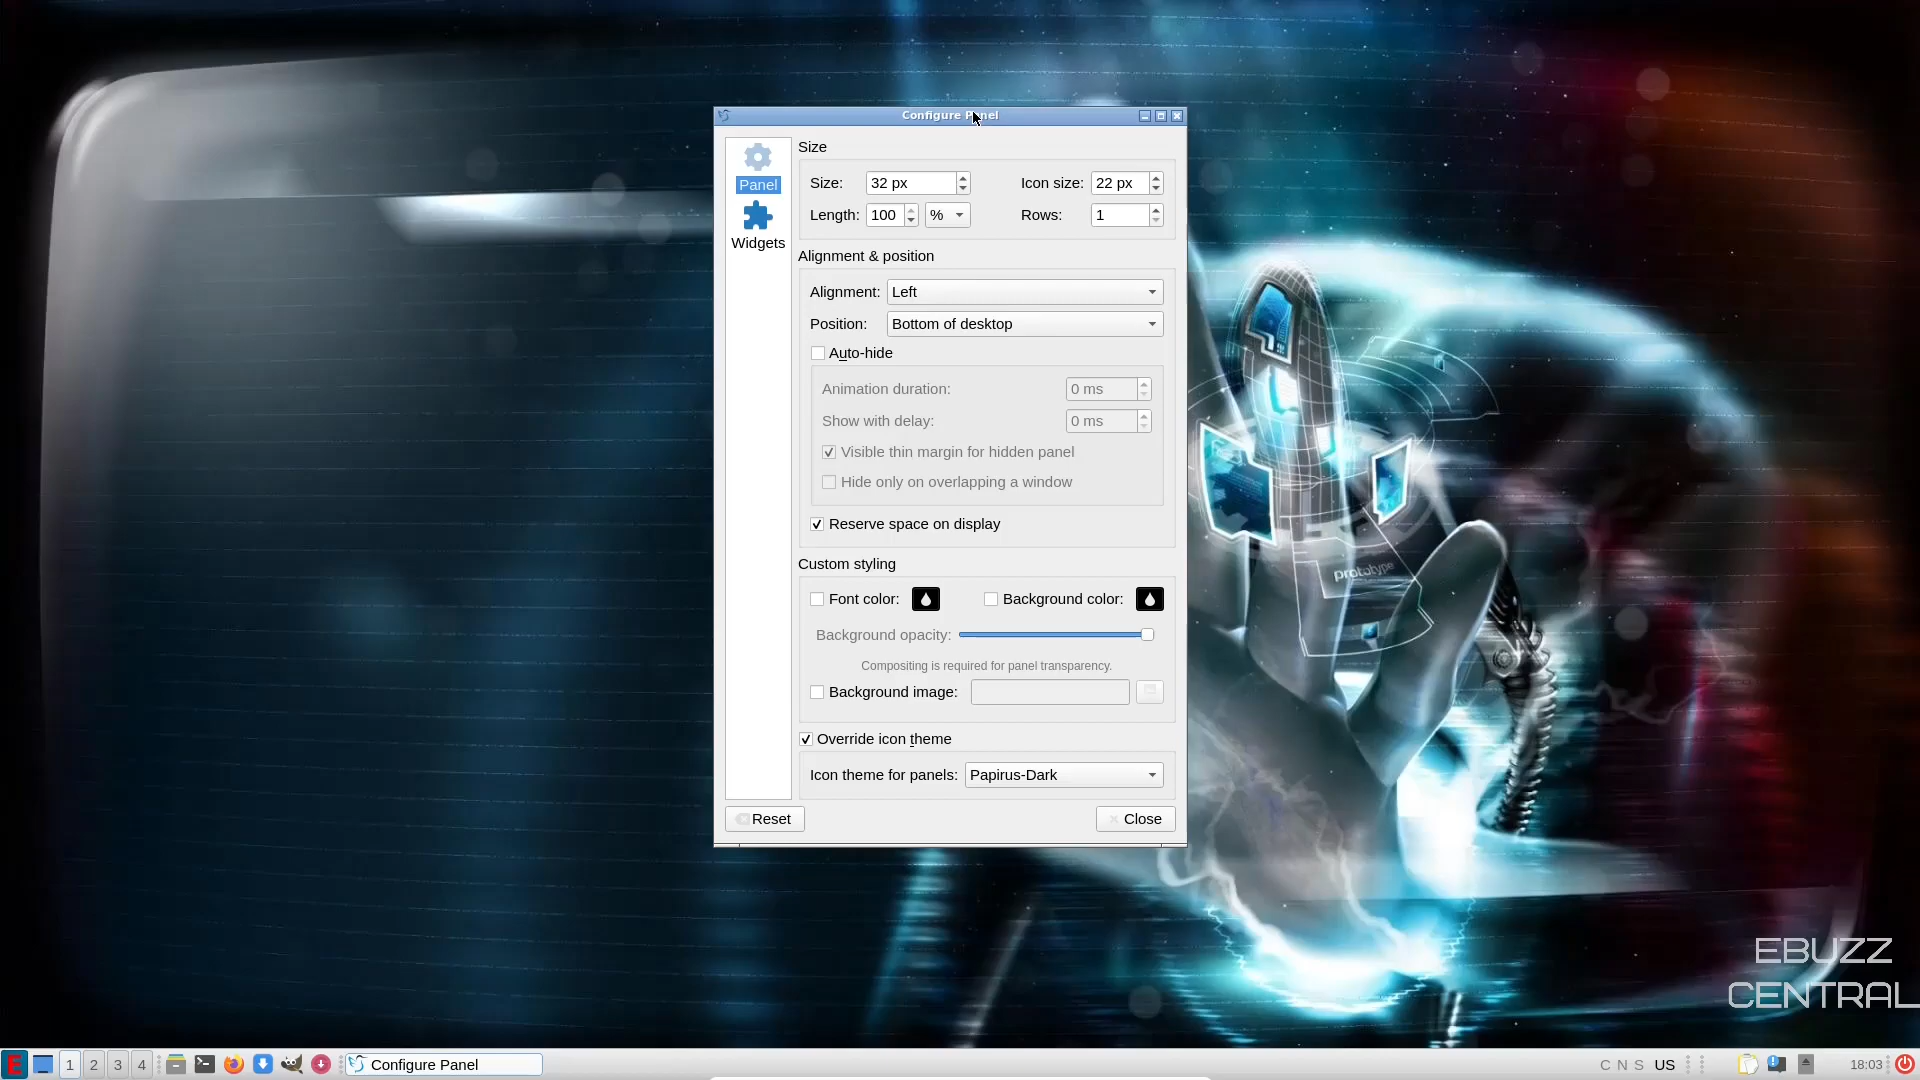 Configure Panel
Panel
Widgets
Size
Size: 32 px Icon size: 22 px
Length: 100 % Rows: 1
Alignment & position
Alignment: Left
Position: Bottom of desktop
Auto-hide
Animation duration: 0 ms
Show with delay: 0 ms
Visible thin margin for hidden panel
Hide only on overlapping a window
Reserve space on display
Custom styling
Font color: Background color:
Background opacity:
Compositing is required for panel transparency.
Background image:
Override icon theme
Icon theme for panels: Papirus-Dark
Reset Close
prototype
EBUZZ
CENTRAL
E 1 2 3 4 Configure Panel C N S US 18:03